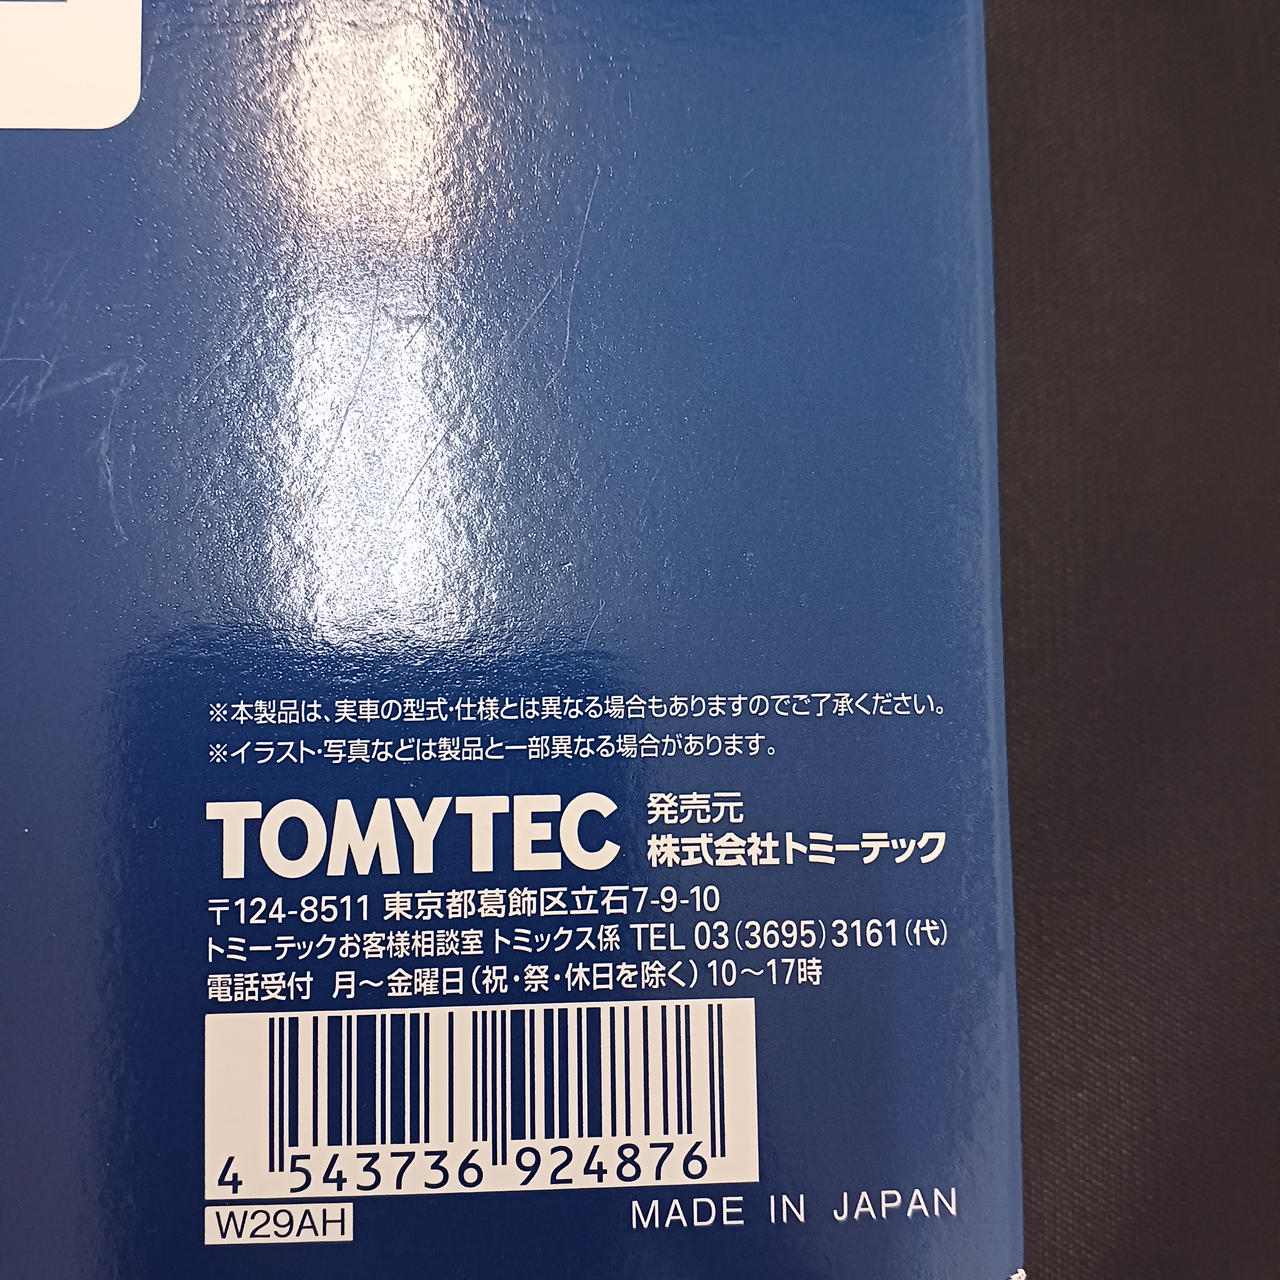 ※本製品は、実車の型式・仕様とは異なる場合もありますのでご了承ください。
※イラスト・写真などは製品と一部異なる場合があります。
TOMYTEC
発売元
株式会社トミーテック
〒124-8511 東京都葛飾区立石7-9-10
トミーテックお客様相談室 トミックス係 TEL 03(3695)3161(代)
電話受付 月〜金曜日(祝・祭・休日を除く)10〜17時
4 543736 924876
W29AH
MADE IN JAPAN